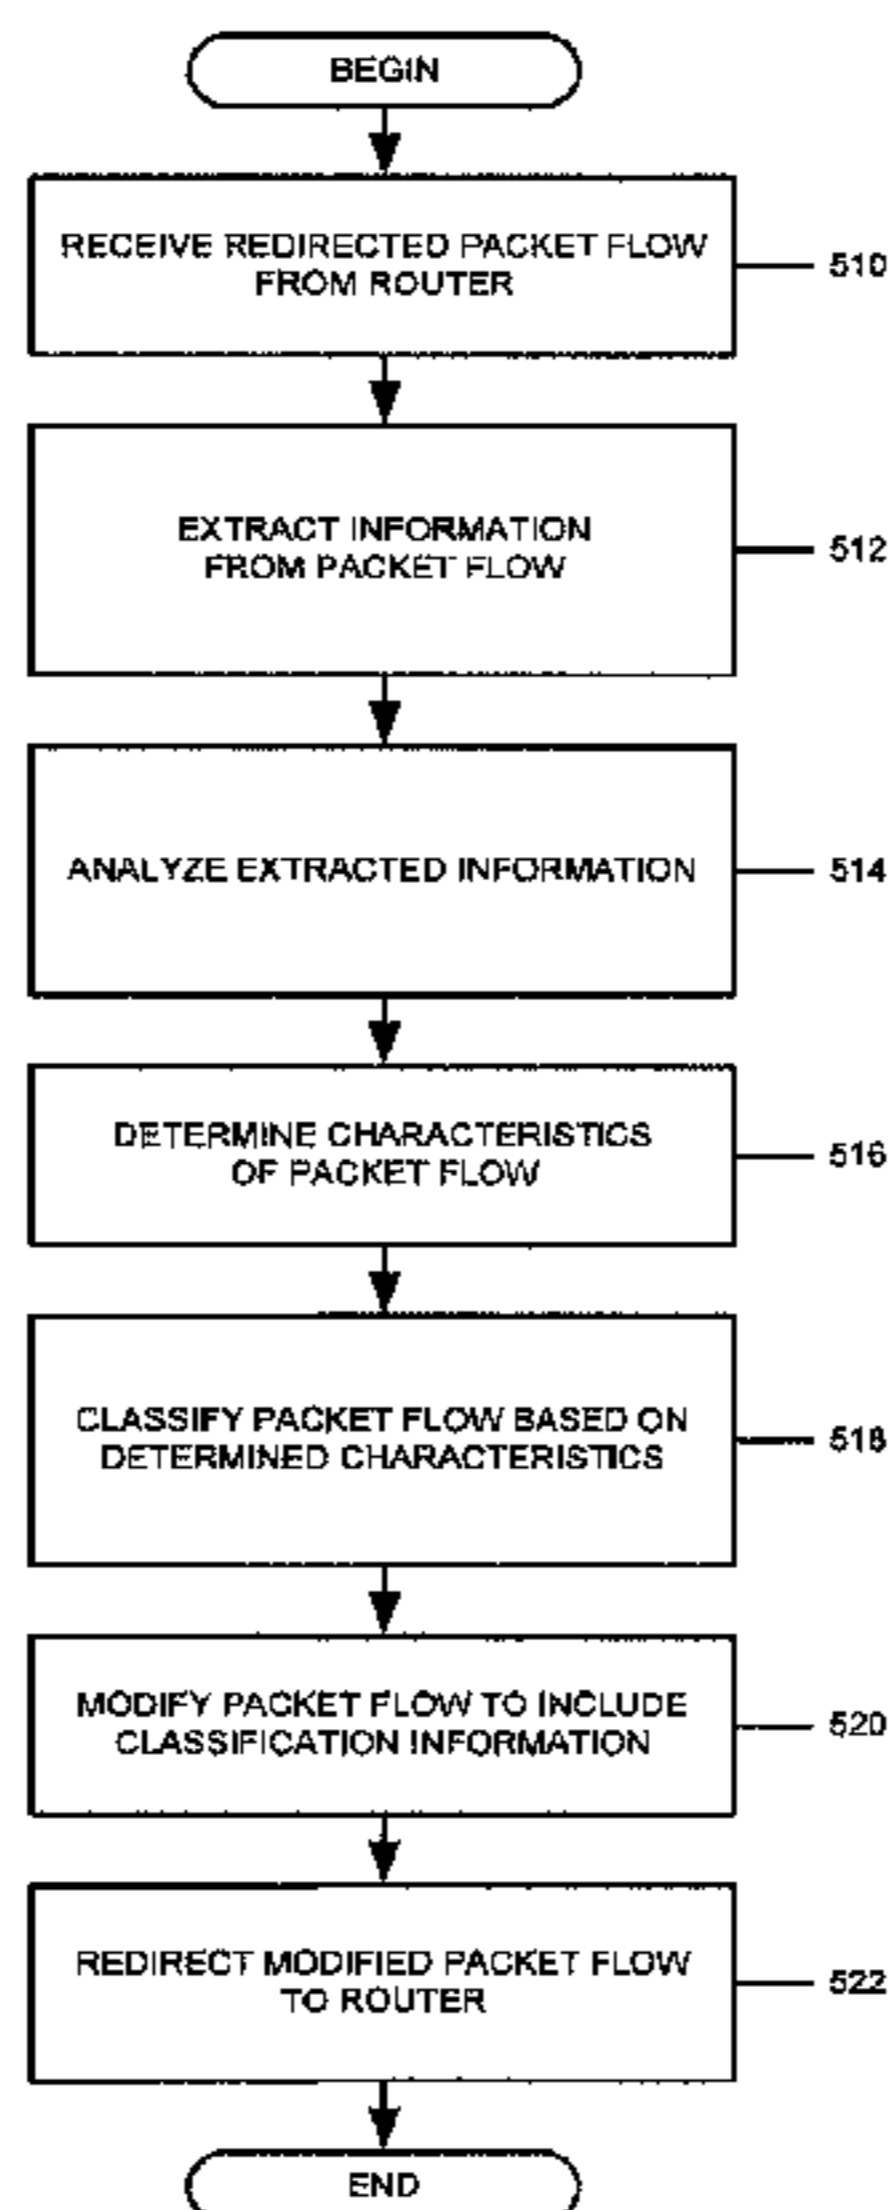 BEGIN
RECEIVE REDIRECTED PACKET FLOW
FROM ROUTER
510
EXTRACT INFORMATION
FROM PACKET FLOW
512
ANALYZE EXTRACTED INFORMATION
514
DETERMINE CHARACTERISTICS
OF PACKET FLOW
516
CLASSIFY PACKET FLOW BASED ON
DETERMINED CHARACTERISTICS
518
MODIFY PACKET FLOW TO INCLUDE
CLASSIFICATION INFORMATION
520
REDIRECT MODIFIED PACKET FLOW
TO ROUTER
522
END